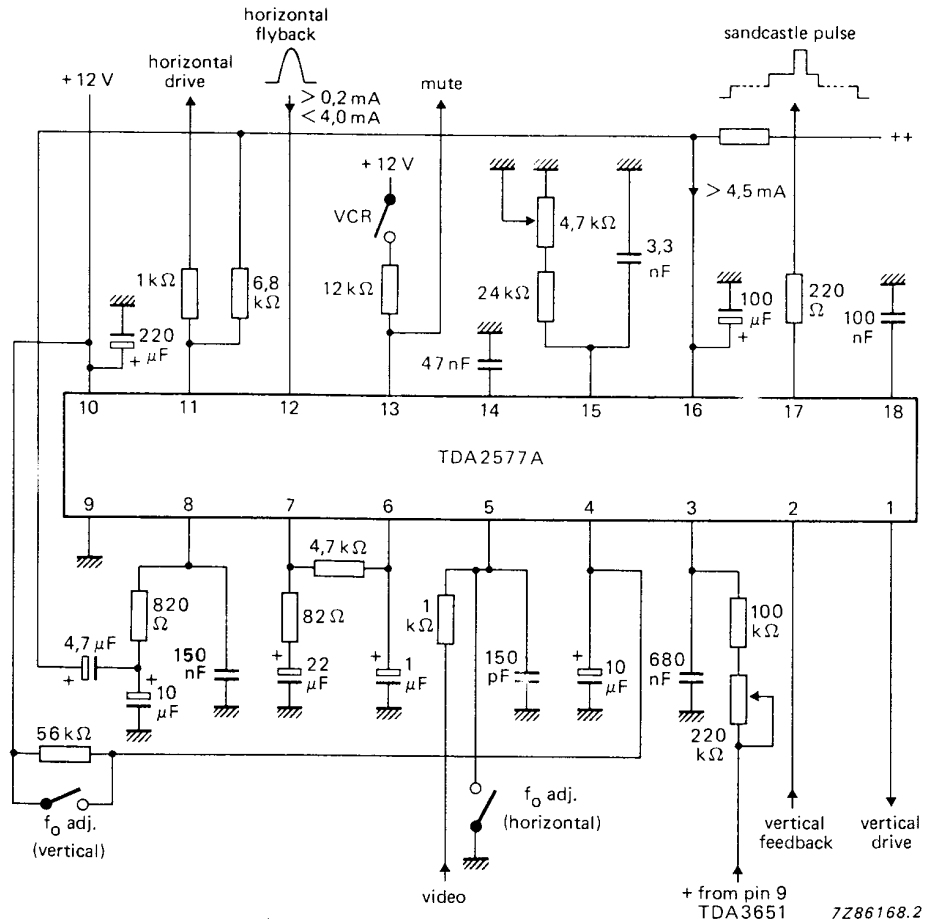 horizontal
flyback
sandcastle pulse
+ 12 V
horizontal
drive
> 0,2 mA
< 4,0 mA
mute
++
+ 12 V
VCR
> 4,5 mA
4,7 kΩ
3,3
nF
1 kΩ
6,8
kΩ
12 kΩ
24 kΩ
100
µF
+
220
Ω
100
nF
220
µF
+
47 nF
10
11
12
13
14
15
16
17
18
TDA2577A
9
8
7
6
5
4
3
2
1
4,7 kΩ
820
Ω
82 Ω
1
kΩ
100
kΩ
4,7 µF
+
+
10
µF
150
nF
+
22
µF
+
1
µF
150
pF
+
10
µF
680
nF
220
kΩ
56 kΩ
fo adj.
(vertical)
fo adj.
(horizontal)
vertical
feedback
vertical
drive
video
+ from pin 9
TDA3651
7Z86168.2